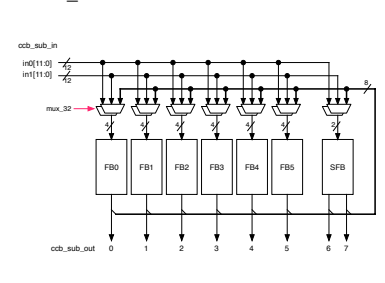 ccb_sub_in
in0[11:0] 12
in1[11:0] 12
8
mux_32
4 4 4 4 4 4 2
FB0 FB1 FB2 FB3 FB4 FB5 SFB
ccb_sub_out 0 1 2 3 4 5 6 7